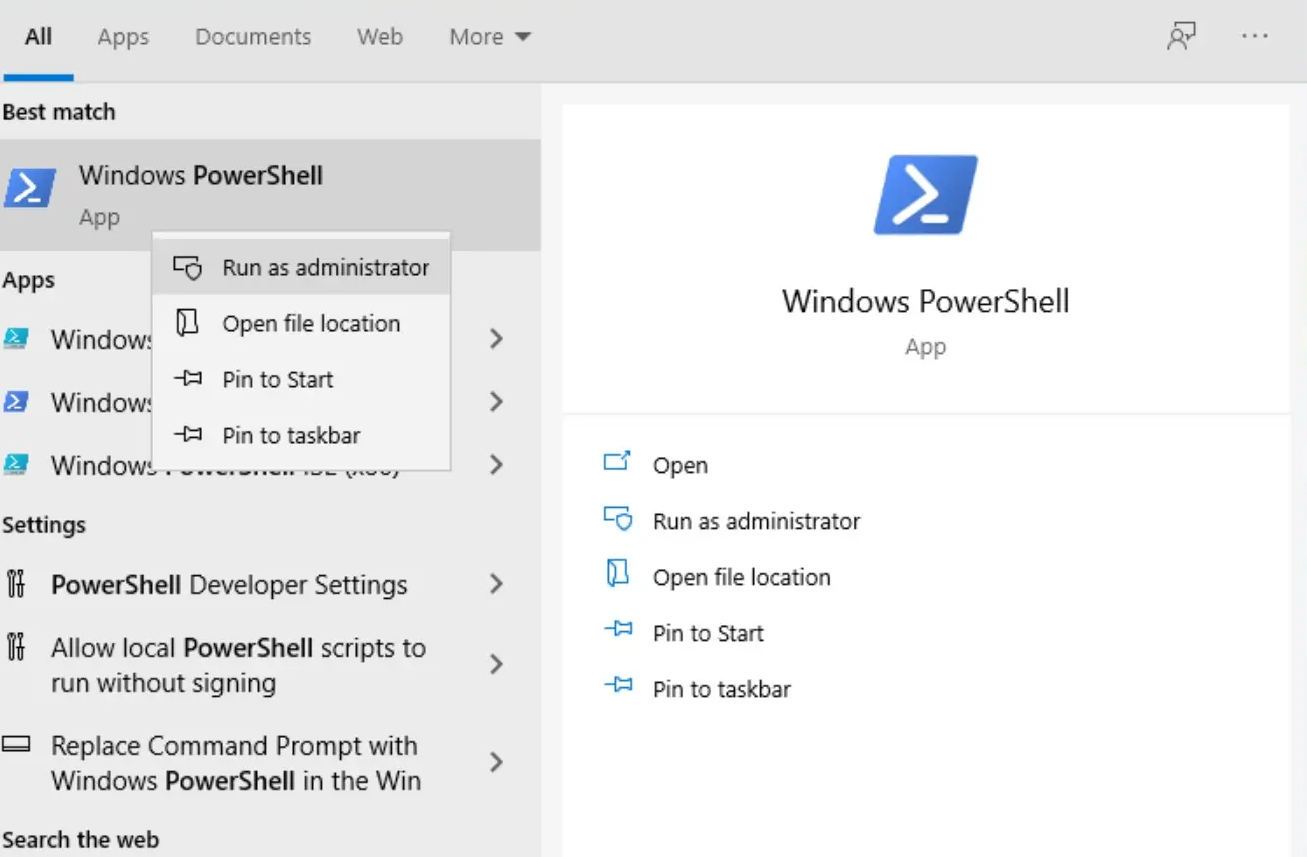 All Apps Documents Web More
Best match
Windows PowerShell
App
Run as administrator
Open file location
Pin to Start
Pin to taskbar
Apps
Windows
Windows
Windows PowerShell ISE (x86)
Settings
PowerShell Developer Settings
Allow local PowerShell scripts to
run without signing
Replace Command Prompt with
Windows PowerShell in the Win
Search the web
Windows PowerShell
App
Open
Run as administrator
Open file location
Pin to Start
Pin to taskbar